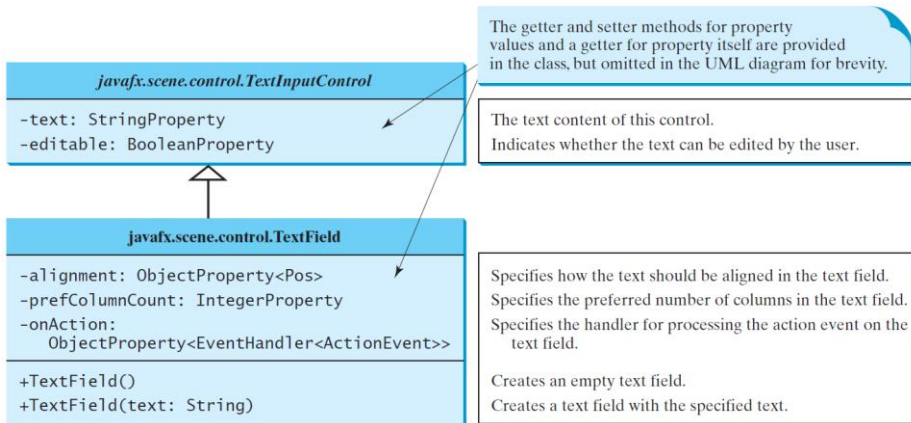 The getter and setter methods for property
values and a getter for property itself are provided
in the class, but omitted in the UML diagram for brevity.
javafx.scene.control.TextInputControl
-text: StringProperty
-editable: BooleanProperty
The text content of this control.
Indicates whether the text can be edited by the user.
javafx.scene.control.TextField
-alignment: ObjectProperty<Pos>
-prefColumnCount: IntegerProperty
-onAction:
ObjectProperty<EventHandler<ActionEvent>>
Specifies how the text should be aligned in the text field.
Specifies the preferred number of columns in the text field.
Specifies the handler for processing the action event on the
text field.
+TextField()
+TextField(text: String)
Creates an empty text field.
Creates a text field with the specified text.